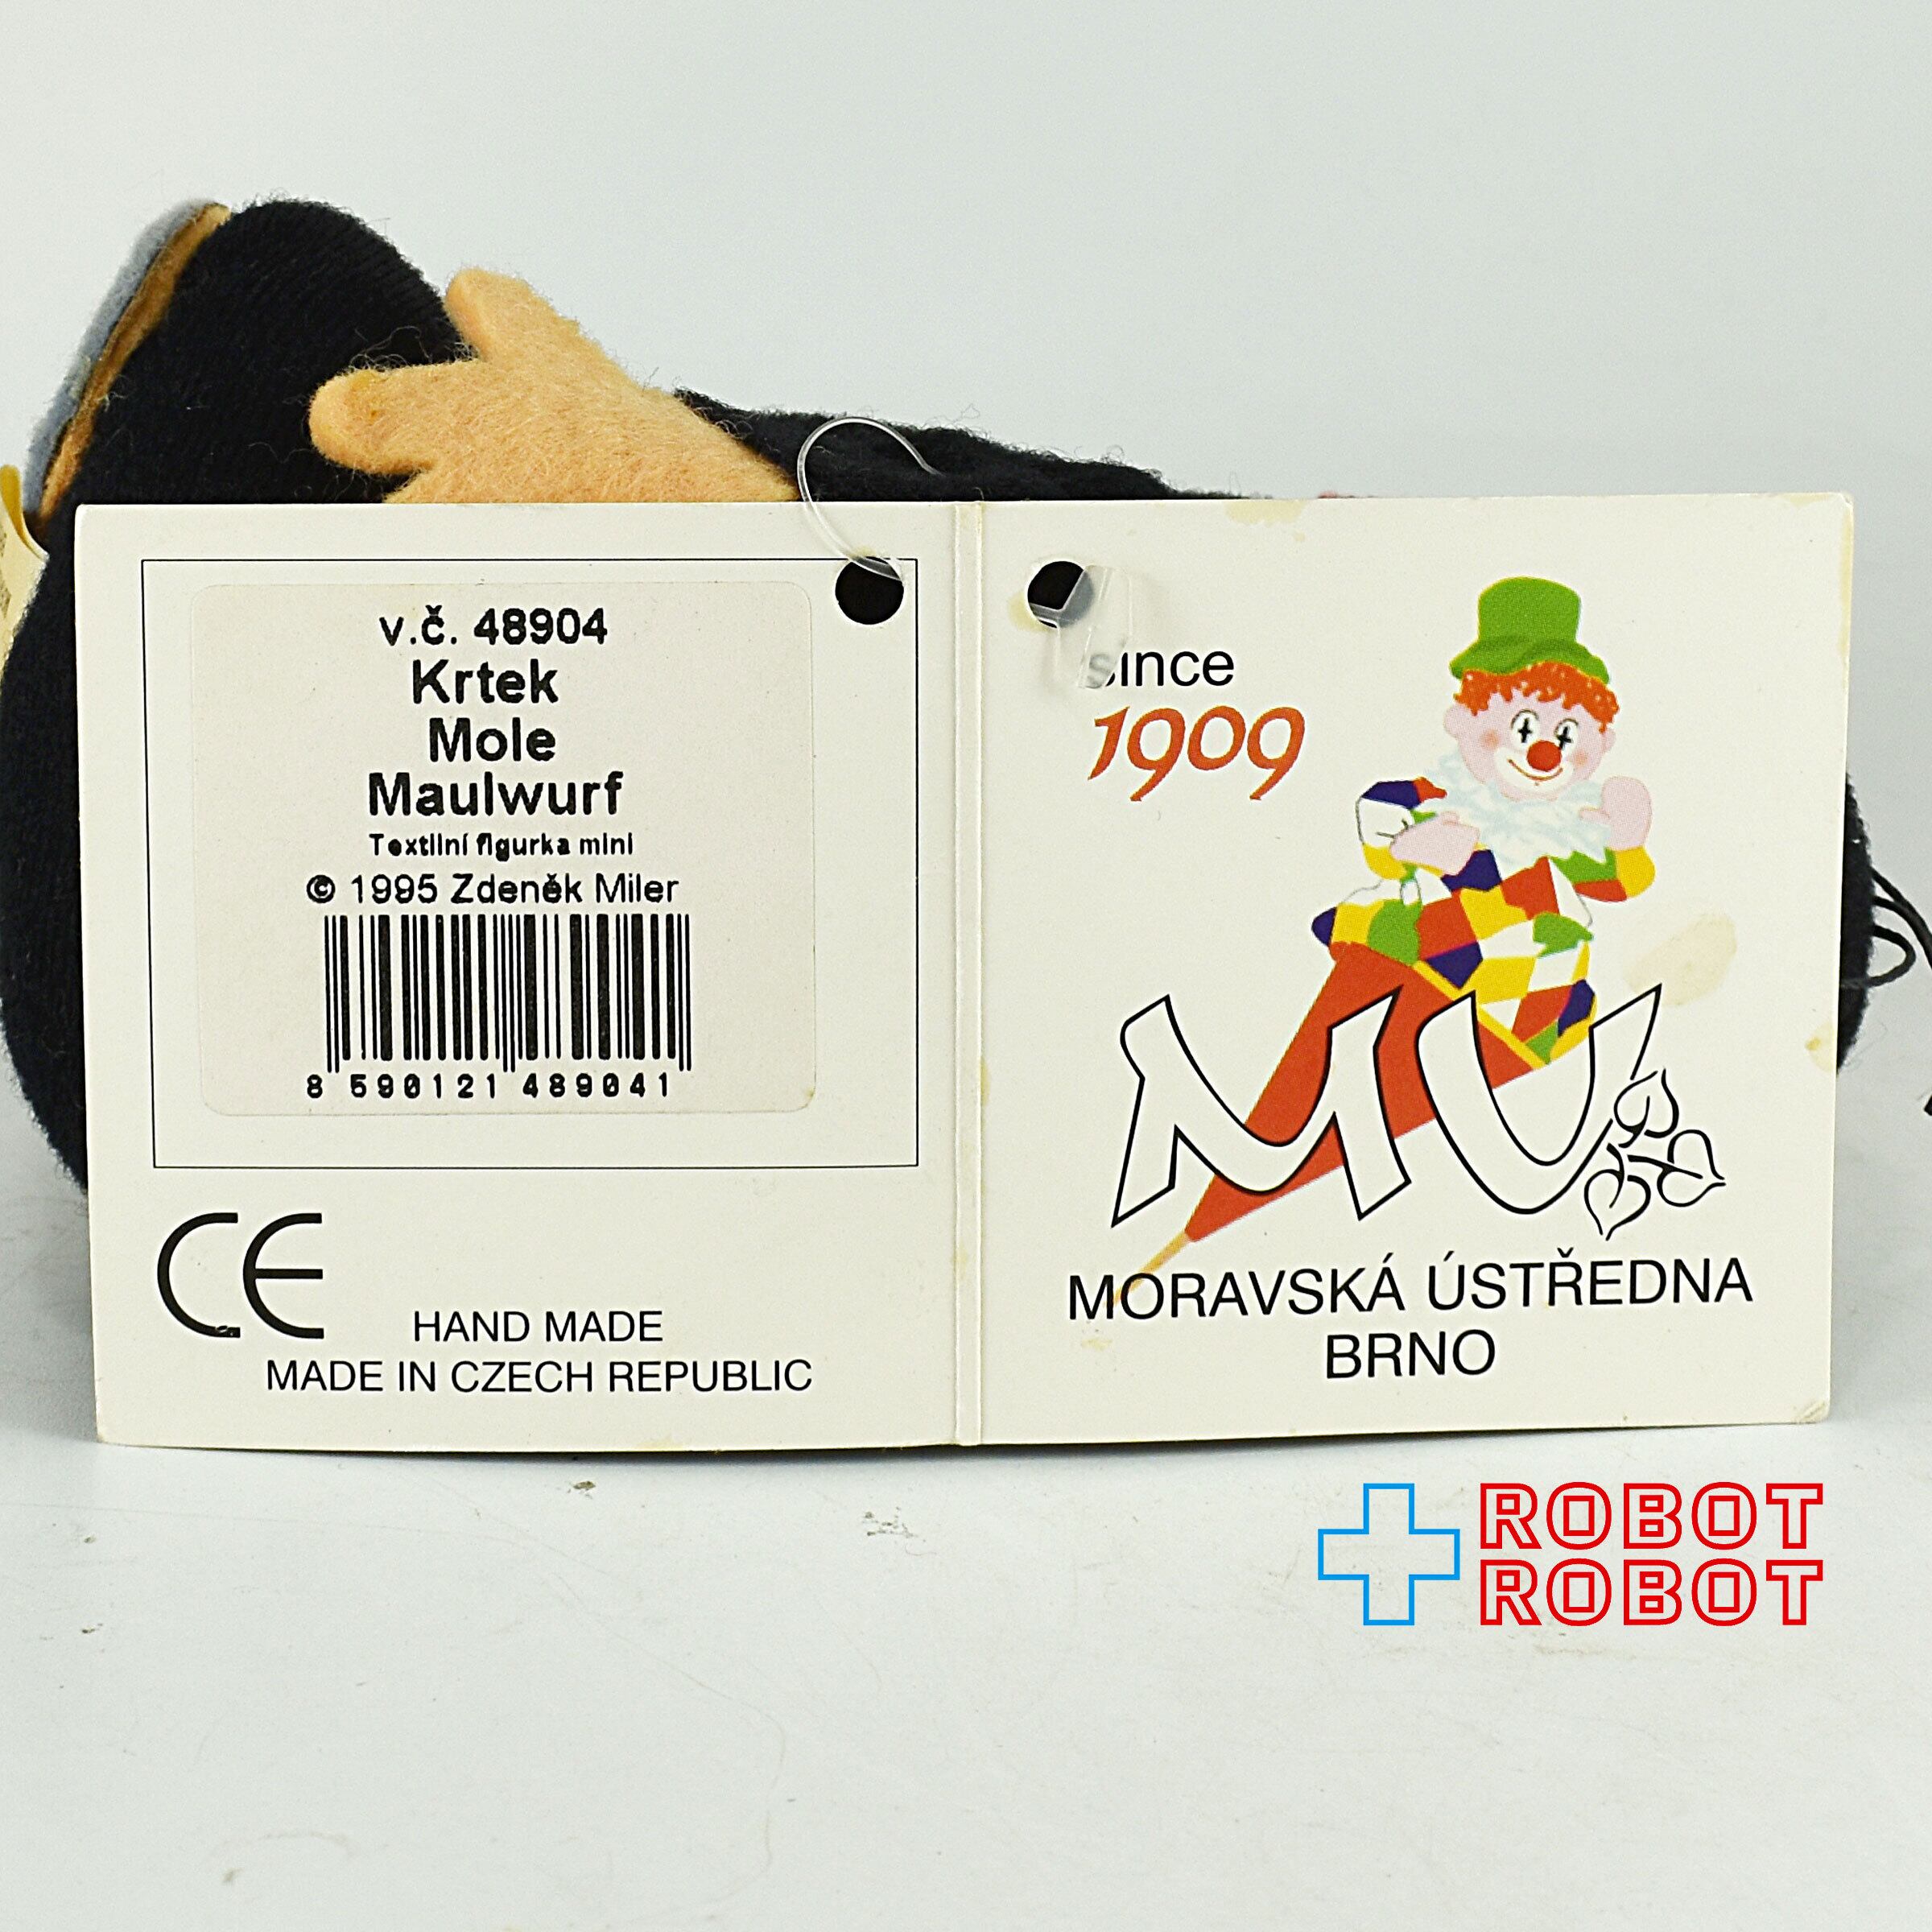 v.č. 48904
Krtek
Mole
Maulwurf
Textilní figurka mini
© 1995 Zdeněk Miler
8 590121 489041
CE
HAND MADE
MADE IN CZECH REPUBLIC
since
1909
MU
MORAVSKÁ ÚSTŘEDNA
BRNO
ROBOT
ROBOT